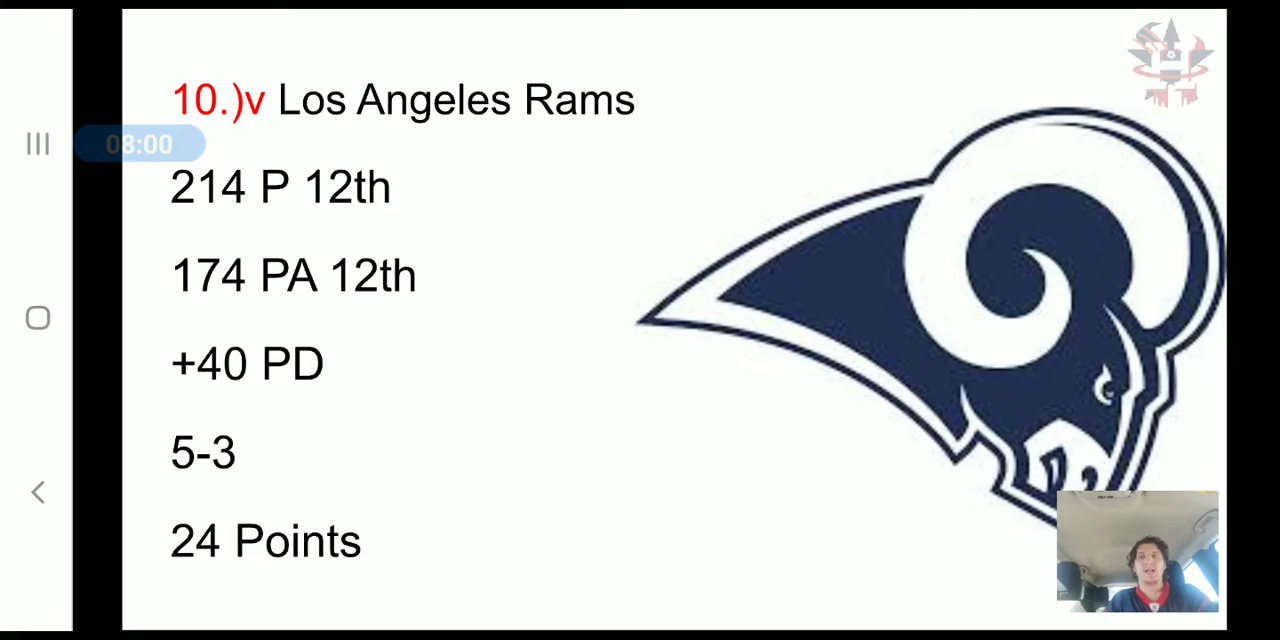 10.)v Los Angeles Rams
08:00
214 P 12th
174 PA 12th
+40 PD
5-3
24 Points